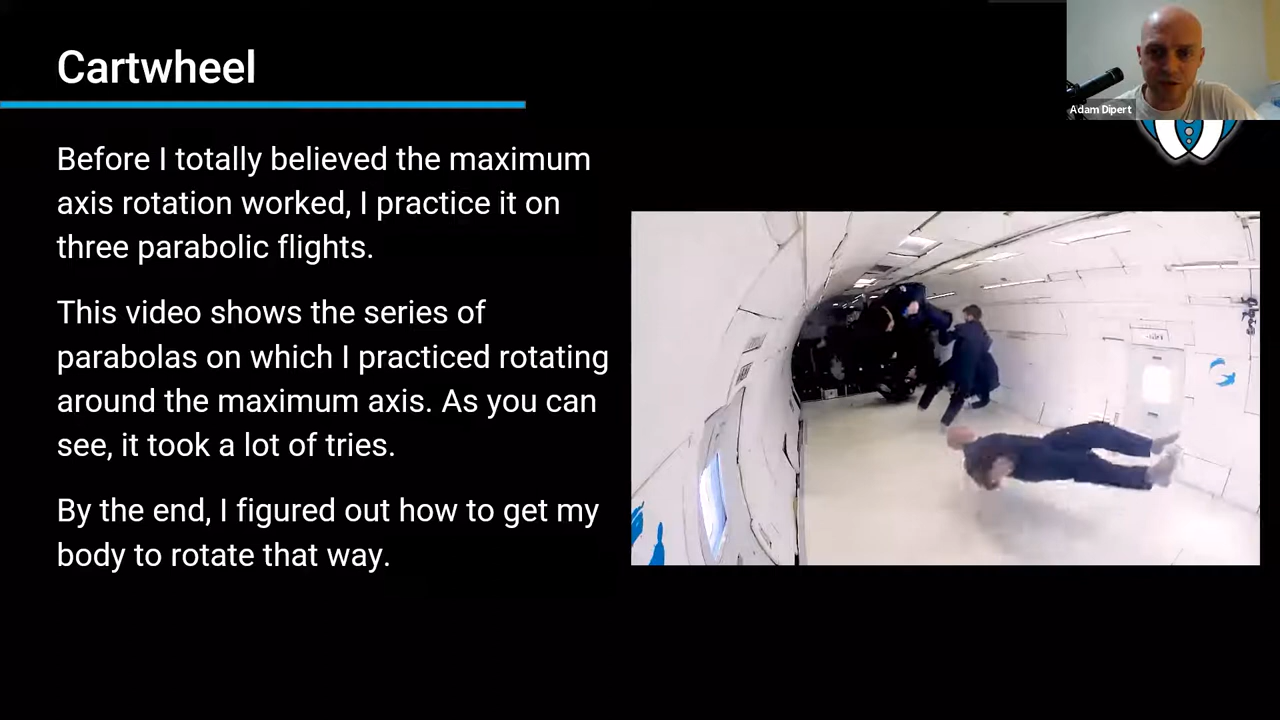 Cartwheel
Adam Dipert
Before I totally believed the maximum
axis rotation worked, I practice it on
three parabolic flights.
This video shows the series of
parabolas on which I practiced rotating
around the maximum axis. As you can
see, it took a lot of tries.
By the end, I figured out how to get my
body to rotate that way.